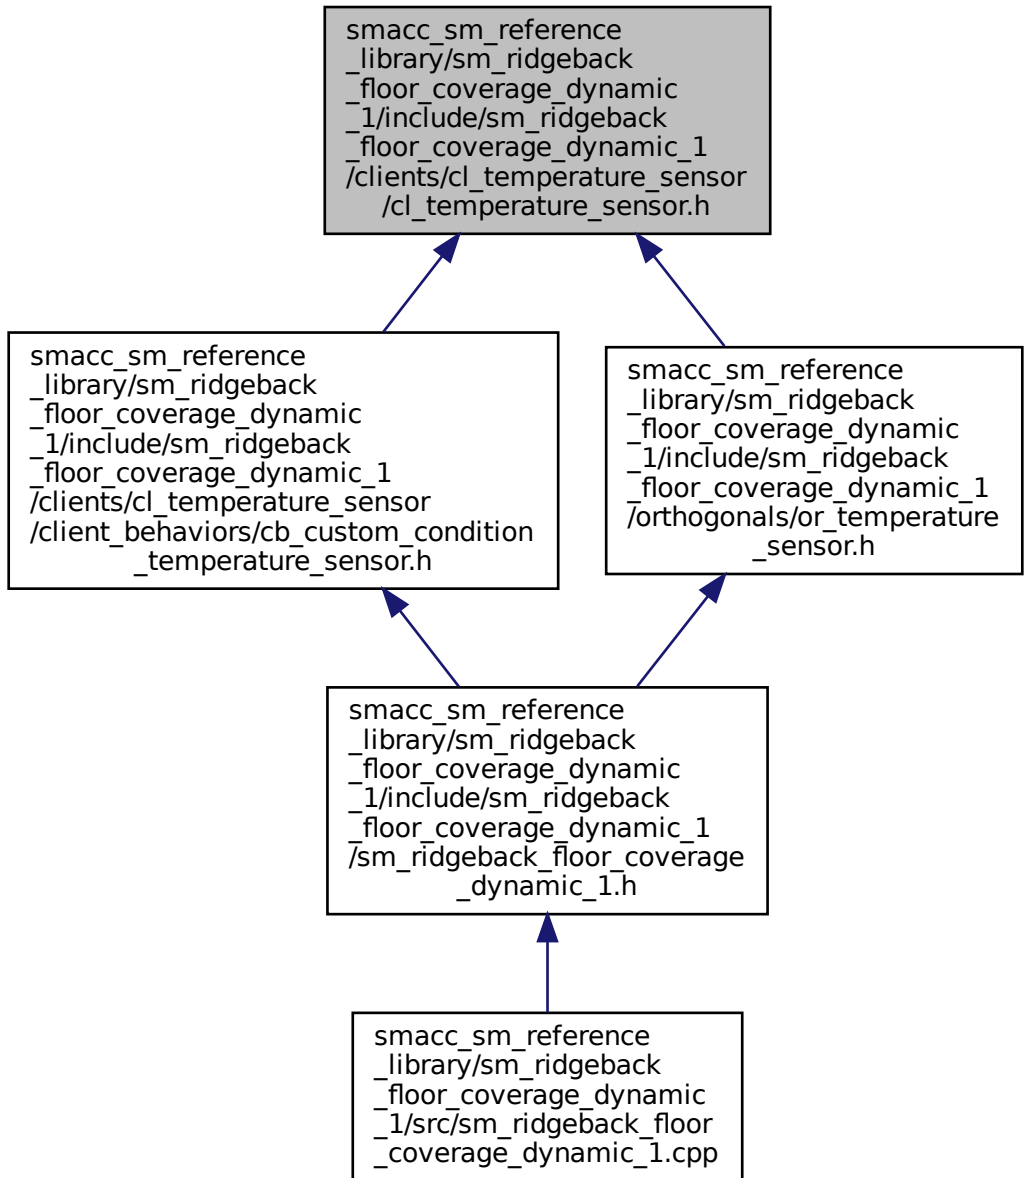 smacc_sm_reference
_library/sm_ridgeback
_floor_coverage_dynamic
_1/include/sm_ridgeback
_floor_coverage_dynamic_1
/clients/cl_temperature_sensor
/cl_temperature_sensor.h
smacc_sm_reference
_library/sm_ridgeback
_floor_coverage_dynamic
_1/include/sm_ridgeback
_floor_coverage_dynamic_1
/clients/cl_temperature_sensor
/client_behaviors/cb_custom_condition
_temperature_sensor.h
smacc_sm_reference
_library/sm_ridgeback
_floor_coverage_dynamic
_1/include/sm_ridgeback
_floor_coverage_dynamic_1
/orthogonals/or_temperature
_sensor.h
smacc_sm_reference
_library/sm_ridgeback
_floor_coverage_dynamic
_1/include/sm_ridgeback
_floor_coverage_dynamic_1
/sm_ridgeback_floor_coverage
_dynamic_1.h
smacc_sm_reference
_library/sm_ridgeback
_floor_coverage_dynamic
_1/src/sm_ridgeback_floor
_coverage_dynamic_1.cpp